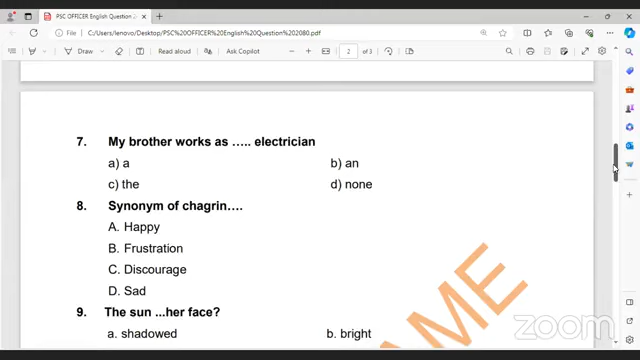 PSC OFFICER English Question 2080
C:/Users/lenovo/Desktop/PSC%20OFFICER%20English%20Question%202080.pdf
Draw Read aloud Ask Copilot 2 of 3
7. My brother works as ….. electrician
a) a b) an
c) the d) none
8. Synonym of chagrin….
A. Happy
B. Frustration
C. Discourage
D. Sad
9. The sun ...her face?
a. shadowed b. bright
AME
zoom